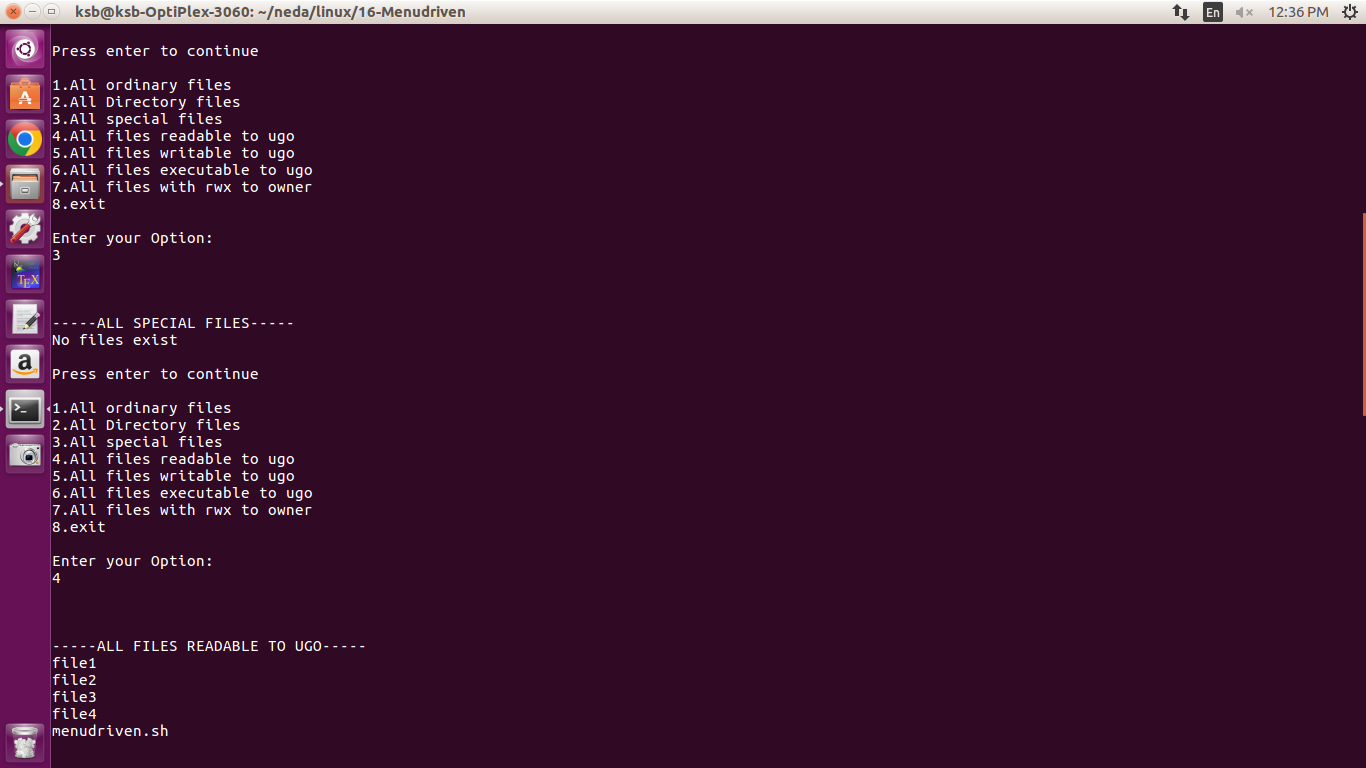 ksb@ksb-OptiPlex-3060: ~/neda/linux/16-Menudriven
En
12:36 PM
Press enter to continue
1.All ordinary files
2.All Directory files
3.All special files
4.All files readable to ugo
5.All files writable to ugo
6.All files executable to ugo
7.All files with rwx to owner
8.exit
Enter your Option:
3
-----ALL SPECIAL FILES-----
No files exist
Press enter to continue
1.All ordinary files
2.All Directory files
3.All special files
4.All files readable to ugo
5.All files writable to ugo
6.All files executable to ugo
7.All files with rwx to owner
8.exit
Enter your Option:
4
-----ALL FILES READABLE TO UGO-----
file1
file2
file3
file4
menudriven.sh
TEX
a
>_